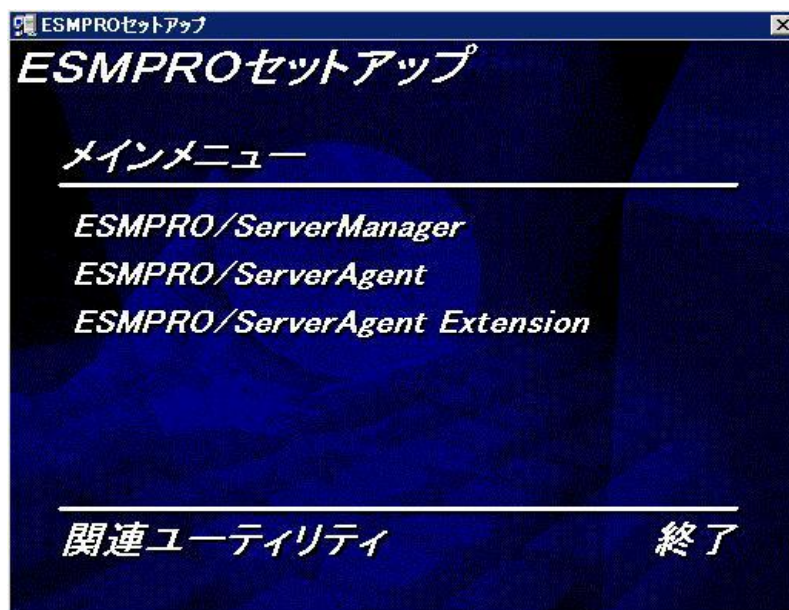 ESMPROセットアップ
ESMPROセットアップ
メインメニュー
ESMPRO/ServerManager
ESMPRO/ServerAgent
ESMPRO/ServerAgent Extension
関連ユーティリティ 終了